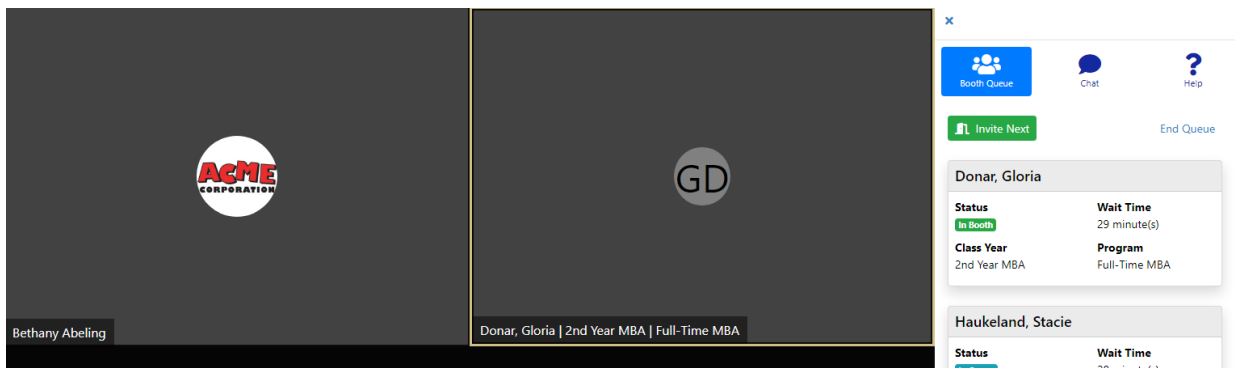 ×
Booth Queue
Chat
?
Help
Invite Next
End Queue
ACME
CORPORATION
GD
Bethany Abeling
Donar, Gloria | 2nd Year MBA | Full-Time MBA
Donar, Gloria
Status Wait Time
In Booth 29 minute(s)
Class Year Program
2nd Year MBA Full-Time MBA
Haukeland, Stacie
Status Wait Time